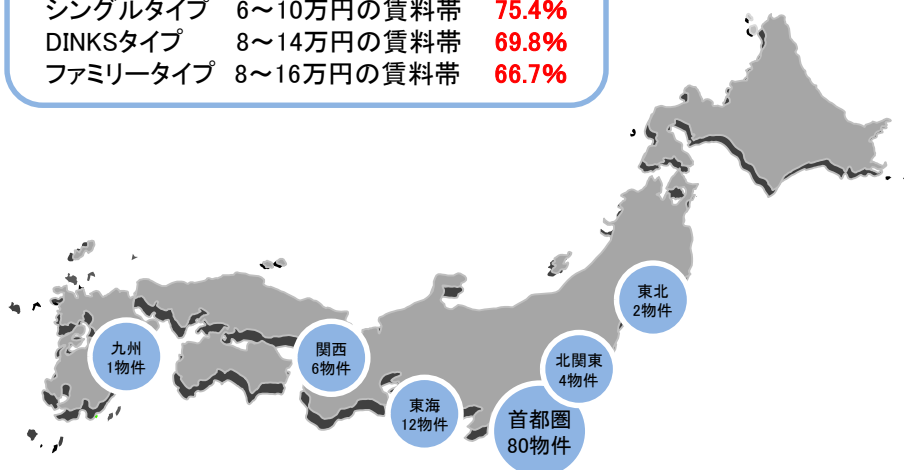 シングルタイプ 6～10万円の賃料帯 75.4%
DINKSタイプ 8～14万円の賃料帯 69.8%
ファミリータイプ 8～16万円の賃料帯 66.7%
東北
2物件
北関東
4物件
九州
1物件
関西
6物件
東海
12物件
首都圏
80物件